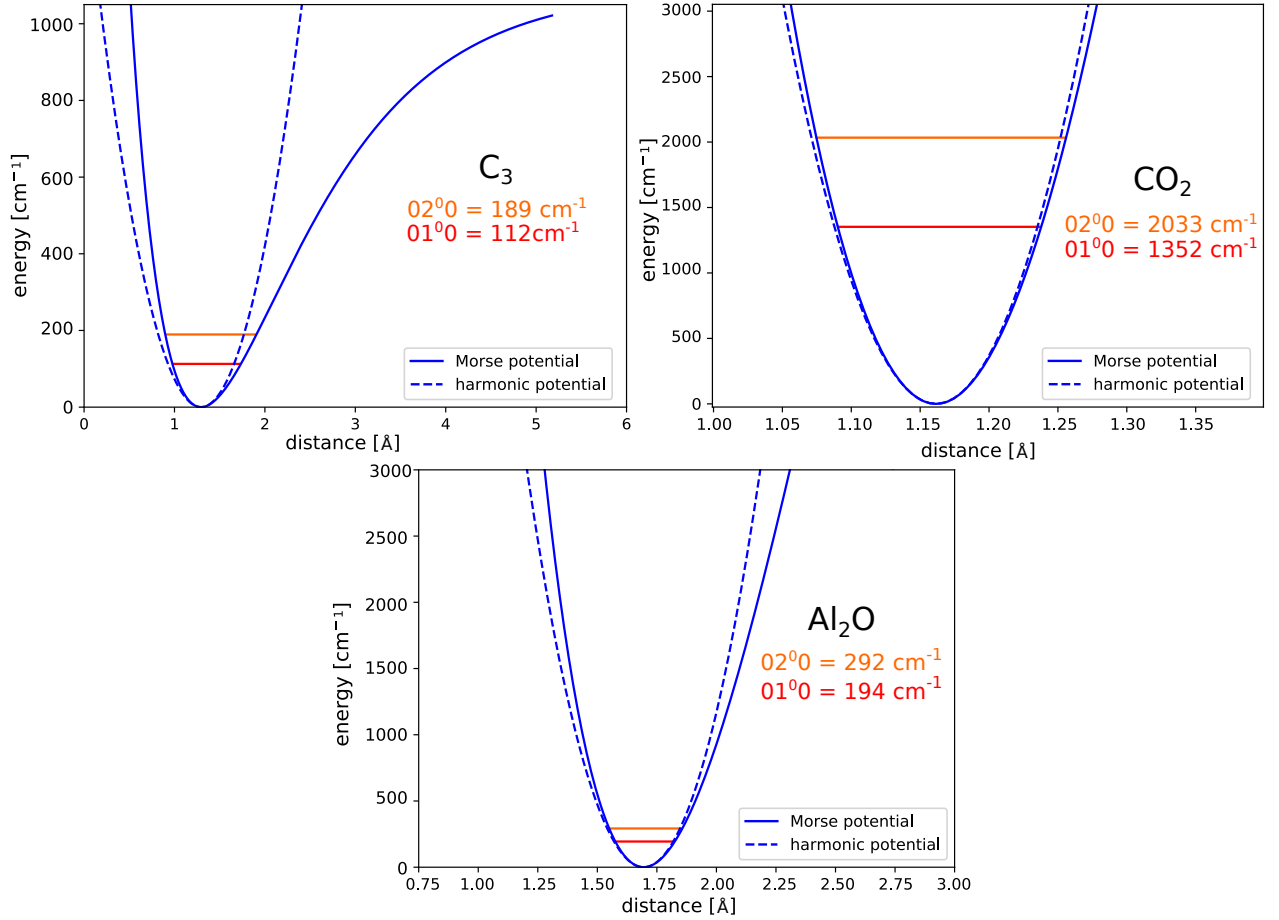 1000
800
600
400
200
0
energy [cm⁻¹]
C₃
02⁰0 = 189 cm⁻¹
01⁰0 = 112cm⁻¹
Morse potential
harmonic potential
0 1 2 3 4 5 6
distance [Å]
3000
2500
2000
1500
1000
500
0
energy [cm⁻¹]
CO₂
02⁰0 = 2033 cm⁻¹
01⁰0 = 1352 cm⁻¹
Morse potential
harmonic potential
1.00 1.05 1.10 1.15 1.20 1.25 1.30 1.35
distance [Å]
3000
2500
2000
1500
1000
500
0
energy [cm⁻¹]
Al₂O
02⁰0 = 292 cm⁻¹
01⁰0 = 194 cm⁻¹
Morse potential
harmonic potential
0.75 1.00 1.25 1.50 1.75 2.00 2.25 2.50 2.75 3.00
distance [Å]